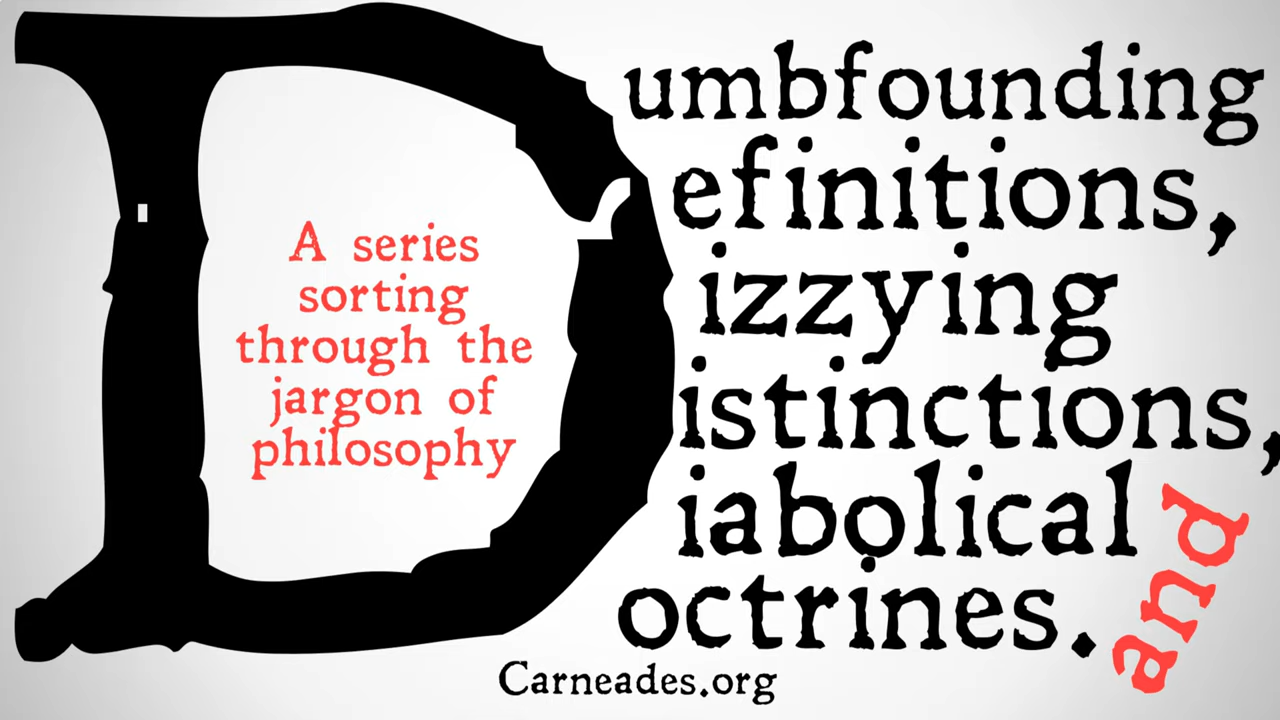 D
umbfounding
efinitions,
izzying
istinctions,
iabolical
octrines.
and
A series
sorting
through the
jargon of
philosophy
Carneades.org